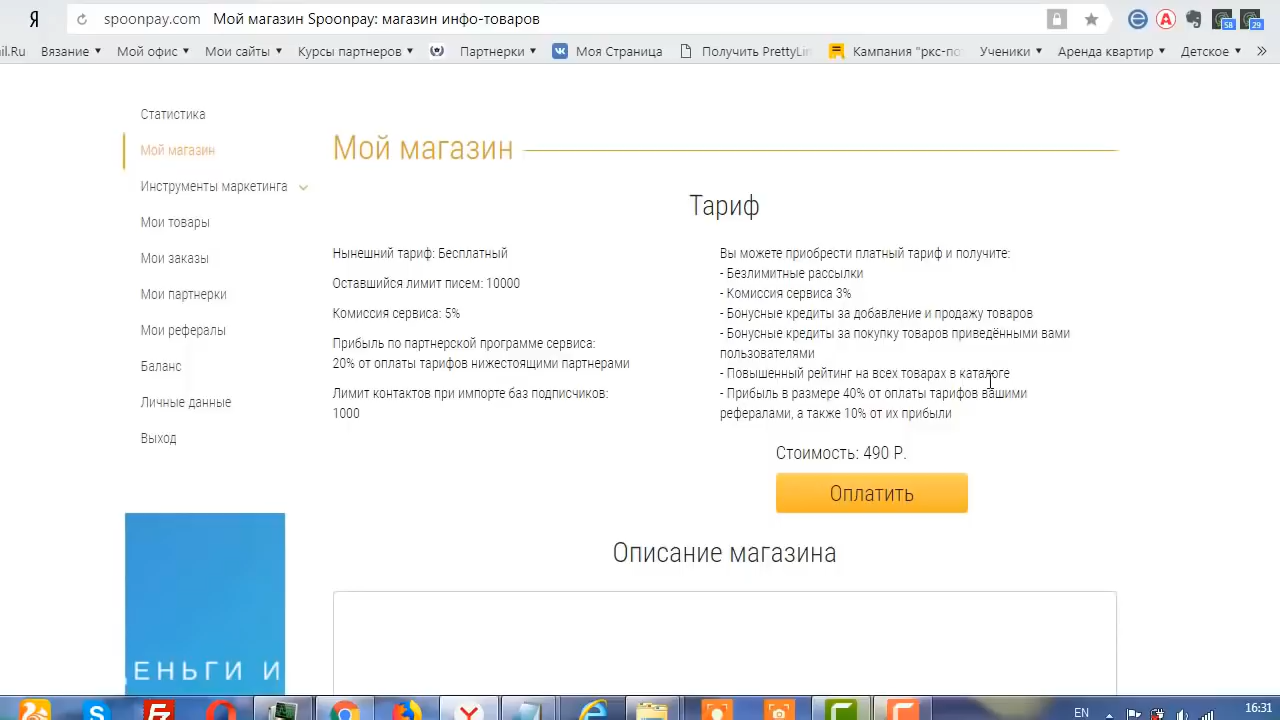 Я
spoonpay.com Мой магазин Spoonpay: магазин инфо-товаров
58
29
il.Ru Вязание Мой офис Мои сайты Курсы партнеров Партнерки Моя Страница Получить PrettyLin Кампания "ркс-по Ученики Аренда квартир Детское
Статистика
Мой магазин
Инструменты маркетинга
Мои товары
Мои заказы
Мои партнерки
Мои рефералы
Баланс
Личные данные
Выход
ДЕНЬГИ И
Мой магазин
Тариф
Нынешний тариф: Бесплатный
Оставшийся лимит писем: 10000
Комиссия сервиса: 5%
Прибыль по партнерской программе сервиса:
20% от оплаты тарифов нижестоящими партнерами
Лимит контактов при импорте баз подписчиков:
1000
Вы можете приобрести платный тариф и получите:
- Безлимитные рассылки
- Комиссия сервиса 3%
- Бонусные кредиты за добавление и продажу товаров
- Бонусные кредиты за покупку товаров приведёнными вами
пользователями
- Повышенный рейтинг на всех товарах в каталоге
- Прибыль в размере 40% от оплаты тарифов вашими
рефералами, а также 10% от их прибыли
Стоимость: 490 Р.
Оплатить
Описание магазина
EN
16:31